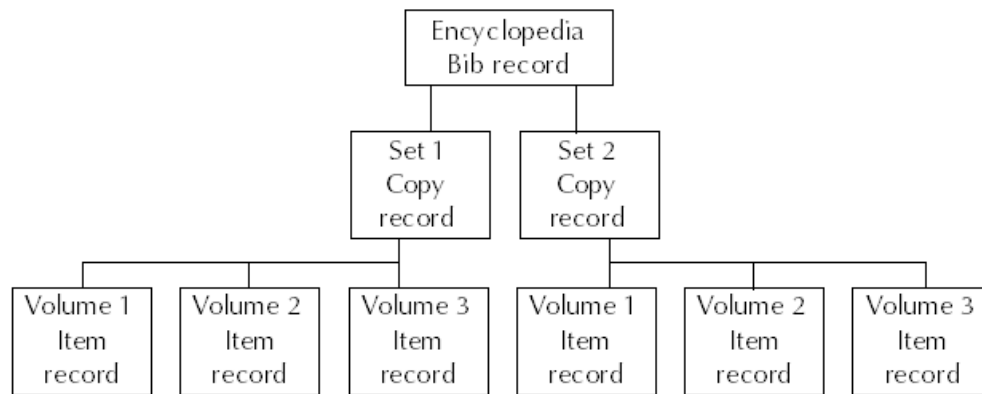 Encyclopedia
Bib record
Set 1
Copy
record
Set 2
Copy
record
Volume 1
Item
record
Volume 2
Item
record
Volume 3
Item
record
Volume 1
Item
record
Volume 2
Item
record
Volume 3
Item
record